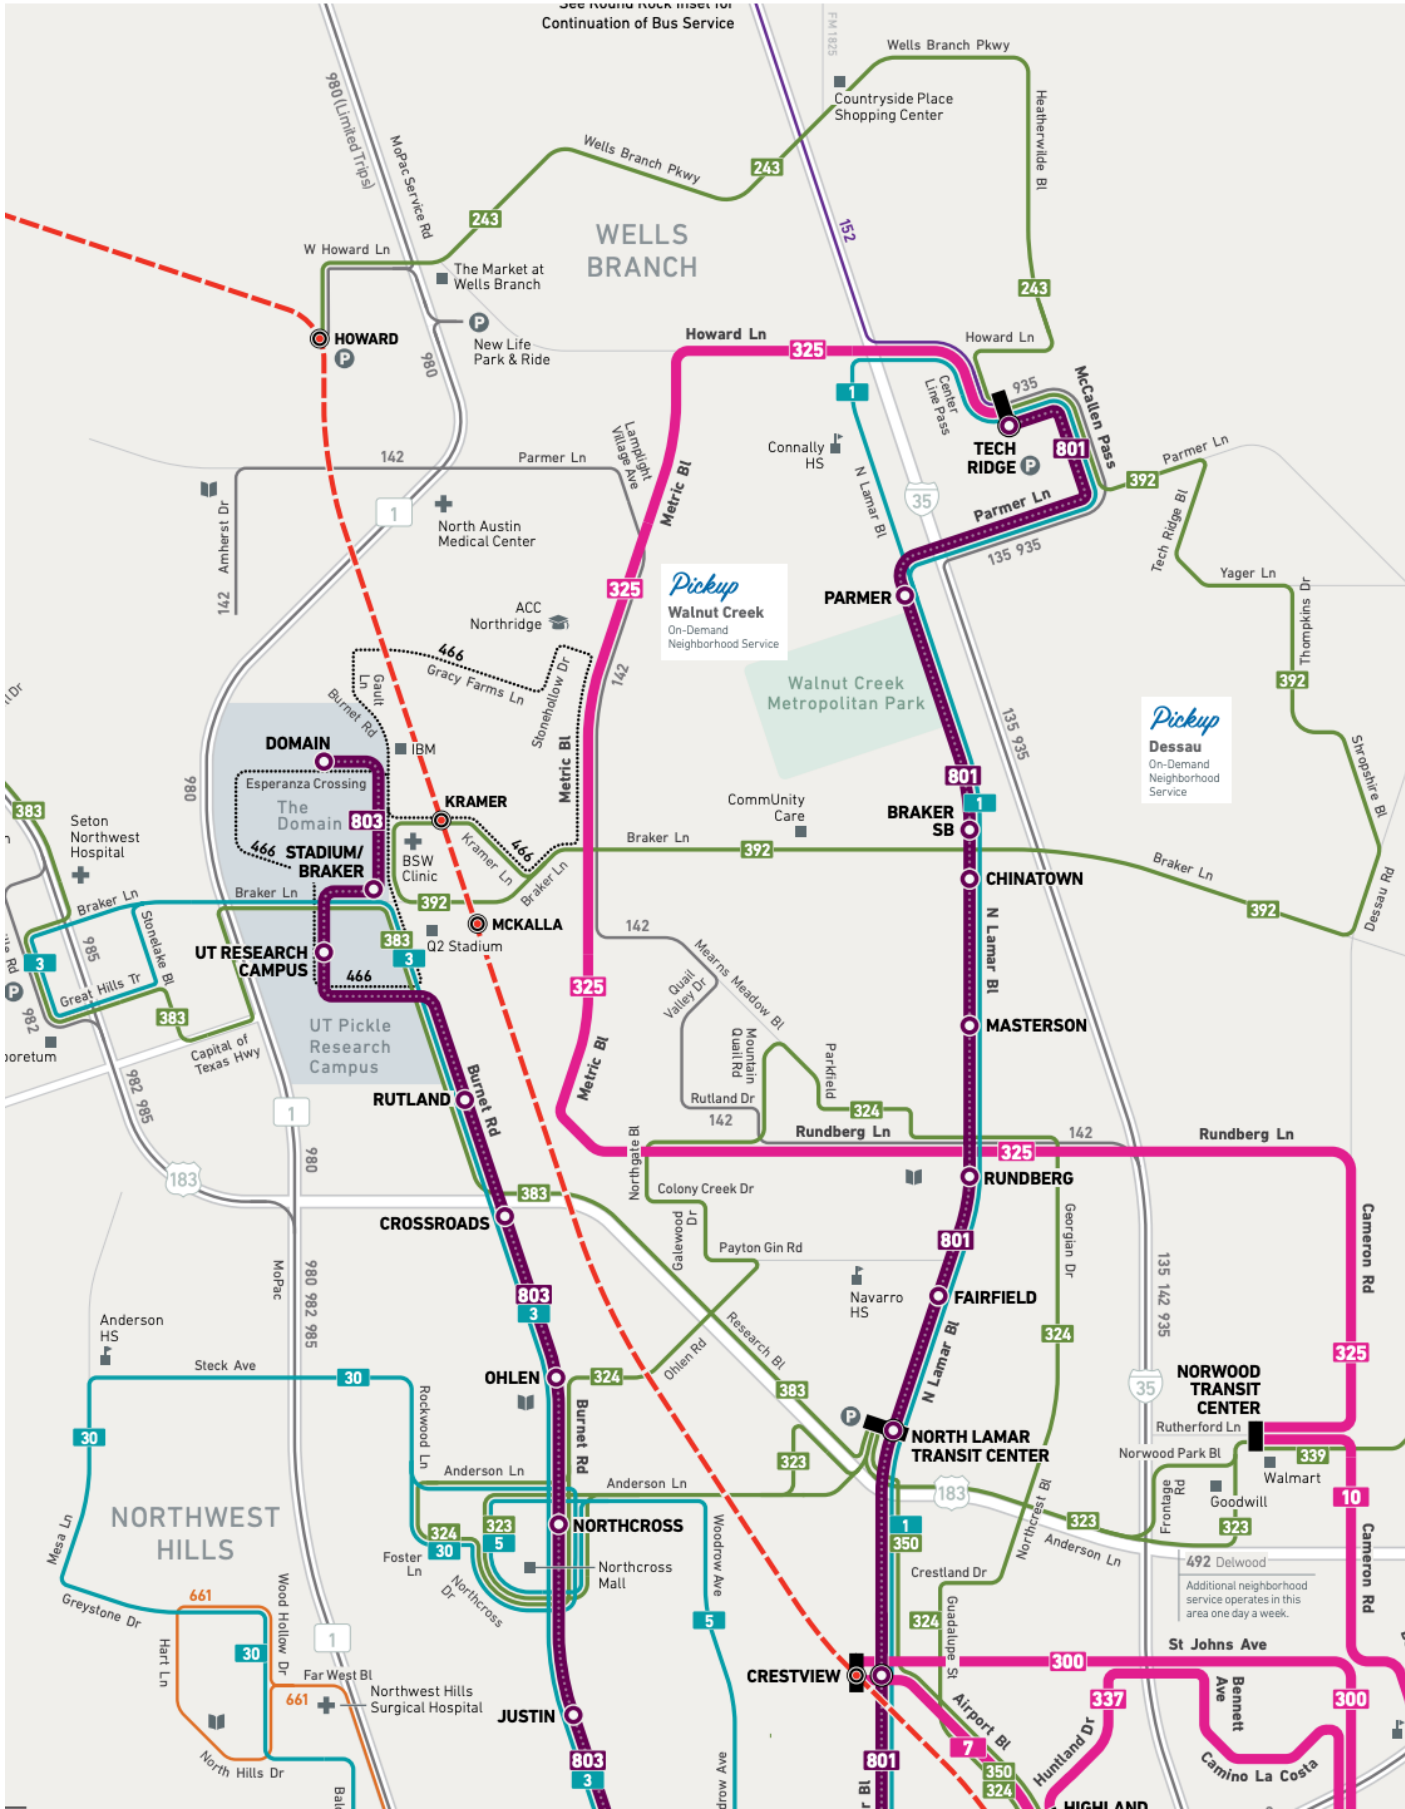 See Round Rock Inset for
Continuation of Bus Service
FM 1825
Wells Branch Pkwy
980 (Limited Trips)
MoPac Service Rd
Countryside Place
Shopping Center
Heatherwilde Bl
Wells Branch Pkwy
243
243
152
WELLS
BRANCH
W Howard Ln
The Market at
Wells Branch
243
HOWARD
P
P
New Life
Park & Ride
980
Howard Ln
325
Howard Ln
1
Center
Line Pass
935
McCallen Pass
TECH
RIDGE
P
801
Connally
HS
Lamplight
Village Ave
142
Parmer Ln
Metric Bl
N Lamar Bl
35
Parmer Ln
392
Parmer Ln
135 935
Tech Ridge Bl
Yager Ln
Thompkins Dr
1
North Austin
Medical Center
Amherst Dr
142
325
Pickup
Walnut Creek
On-Demand
Neighborhood Service
PARMER
ACC
Northridge
466
Gracy Farms Ln
Gault
Ln
Burnet Rd
Stonehollow Dr
142
Walnut Creek
Metropolitan Park
135 935
392
Pickup
Dessau
On-Demand
Neighborhood
Service
Shropshire Bl
ll Dr
DOMAIN
IBM
Metric Bl
Esperanza Crossing
The
Domain
803
KRAMER
466
STADIUM/
BRAKER
BSW
Clinic
Kramer Ln
466
Braker Ln
392
980
383
Seton
Northwest
Hospital
801
1
BRAKER
SB
CommUnity
Care
Braker Ln
392
Braker Ln
CHINATOWN
392
Dessau Rd
Braker Ln
Braker Ln
Stonelake Bl
985
3
Great Hills Tr
383
P
982
Capital of
Texas Hwy
UT RESEARCH
CAMPUS
383
3
466
Q2 Stadium
MCKALLA
142
Mearns Meadow Bl
Quail
Valley Dr
325
N Lamar Bl
MASTERSON
UT Pickle
Research
Campus
Metric Bl
Mountain
Quail Rd
Parkfield
982 985
RUTLAND
Burnet Rd
Rutland Dr
142
324
Rundberg Ln
142
Rundberg Ln
325
1
980
183
Northgate Bl
RUNDBERG
Colony Creek Dr
383
CROSSROADS
Galewood
Dr
Payton Gin Rd
801
Georgian Dr
Cameron Rd
135 142 935
MoPac
980 982 985
803
3
Navarro
HS
FAIRFIELD
Anderson
HS
Research Bl
N Lamar Bl
324
325
Steck Ave
30
OHLEN
324
Ohlen Rd
383
35
NORWOOD
TRANSIT
CENTER
Rockwood Ln
Burnet Rd
P
NORTH LAMAR
TRANSIT CENTER
Rutherford Ln
Norwood Park Bl
339
30
Anderson Ln
Anderson Ln
323
Walmart
183
Northcrest Bl
Frontage
Rd
Goodwill
10
NORTHWEST
HILLS
Mesa Ln
324
30
323
5
NORTHCROSS
1
350
323
323
Anderson Ln
Foster
Ln
Northcross
Dr
Northcross
Mall
Woodrow Ave
Crestland Dr
492 Delwood
Additional neighborhood
service operates in this
area one day a week.
Cameron Rd
Greystone Dr
661
Wood Hollow Dr
5
324
Guadalupe St
1
30
Hart Ln
St Johns Ave
Far West Bl
300
661
Northwest Hills
Surgical Hospital
CRESTVIEW
337
Bennett
Ave
300
JUSTIN
Airport Bl
7
Huntland Dr
North Hills Dr
803
3
801
350
324
Camino La Costa
HIGHLAND